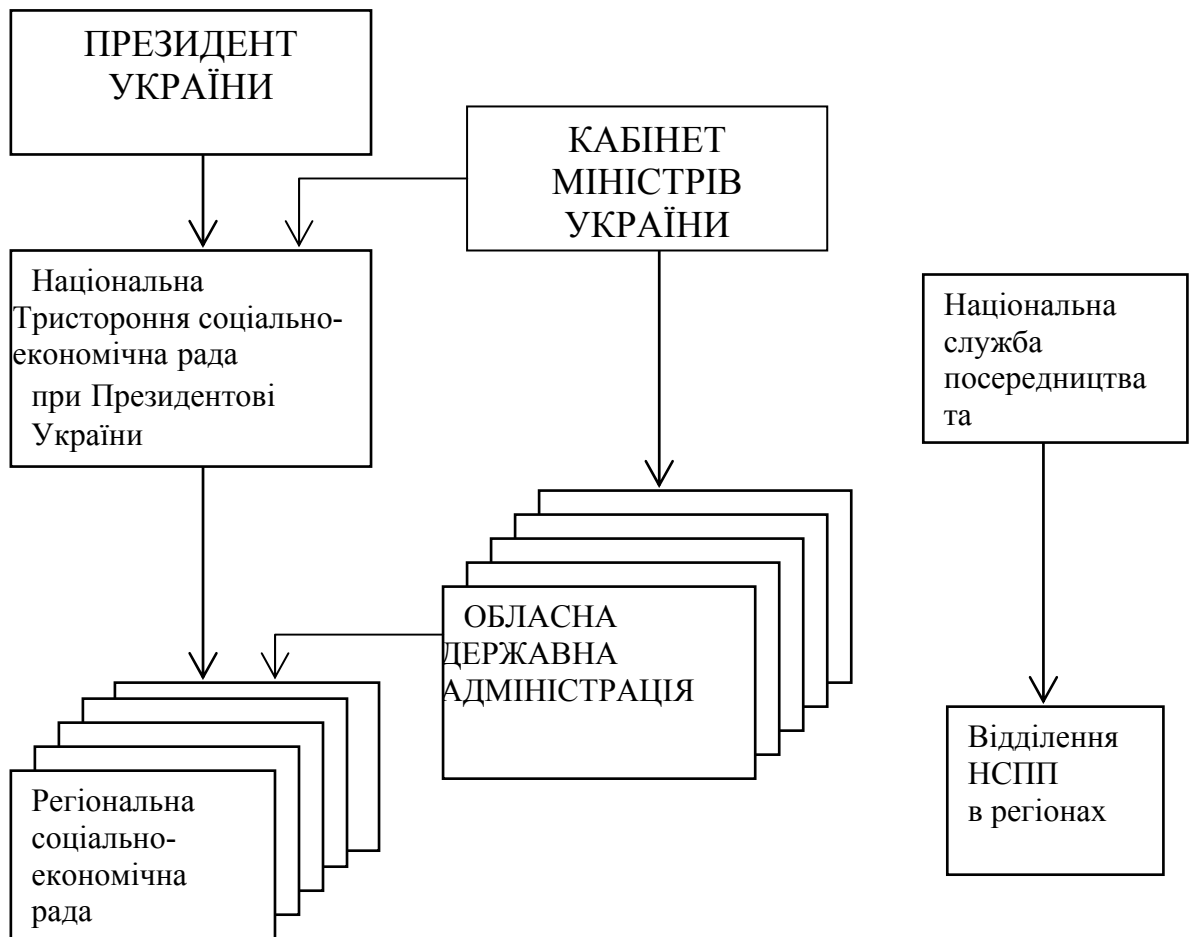 ПРЕЗИДЕНТ
УКРАЇНИ
КАБІНЕТ
МІНІСТРІВ
УКРАЇНИ
Національна
Тристороння соціально-
економічна рада
при Президентові
України
Національна
служба
посередництва
та
ОБЛАСНА
ДЕРЖАВНА
АДМІНІСТРАЦІЯ
Відділення
НСПП
в регіонах
Регіональна
соціально-
економічна
рада